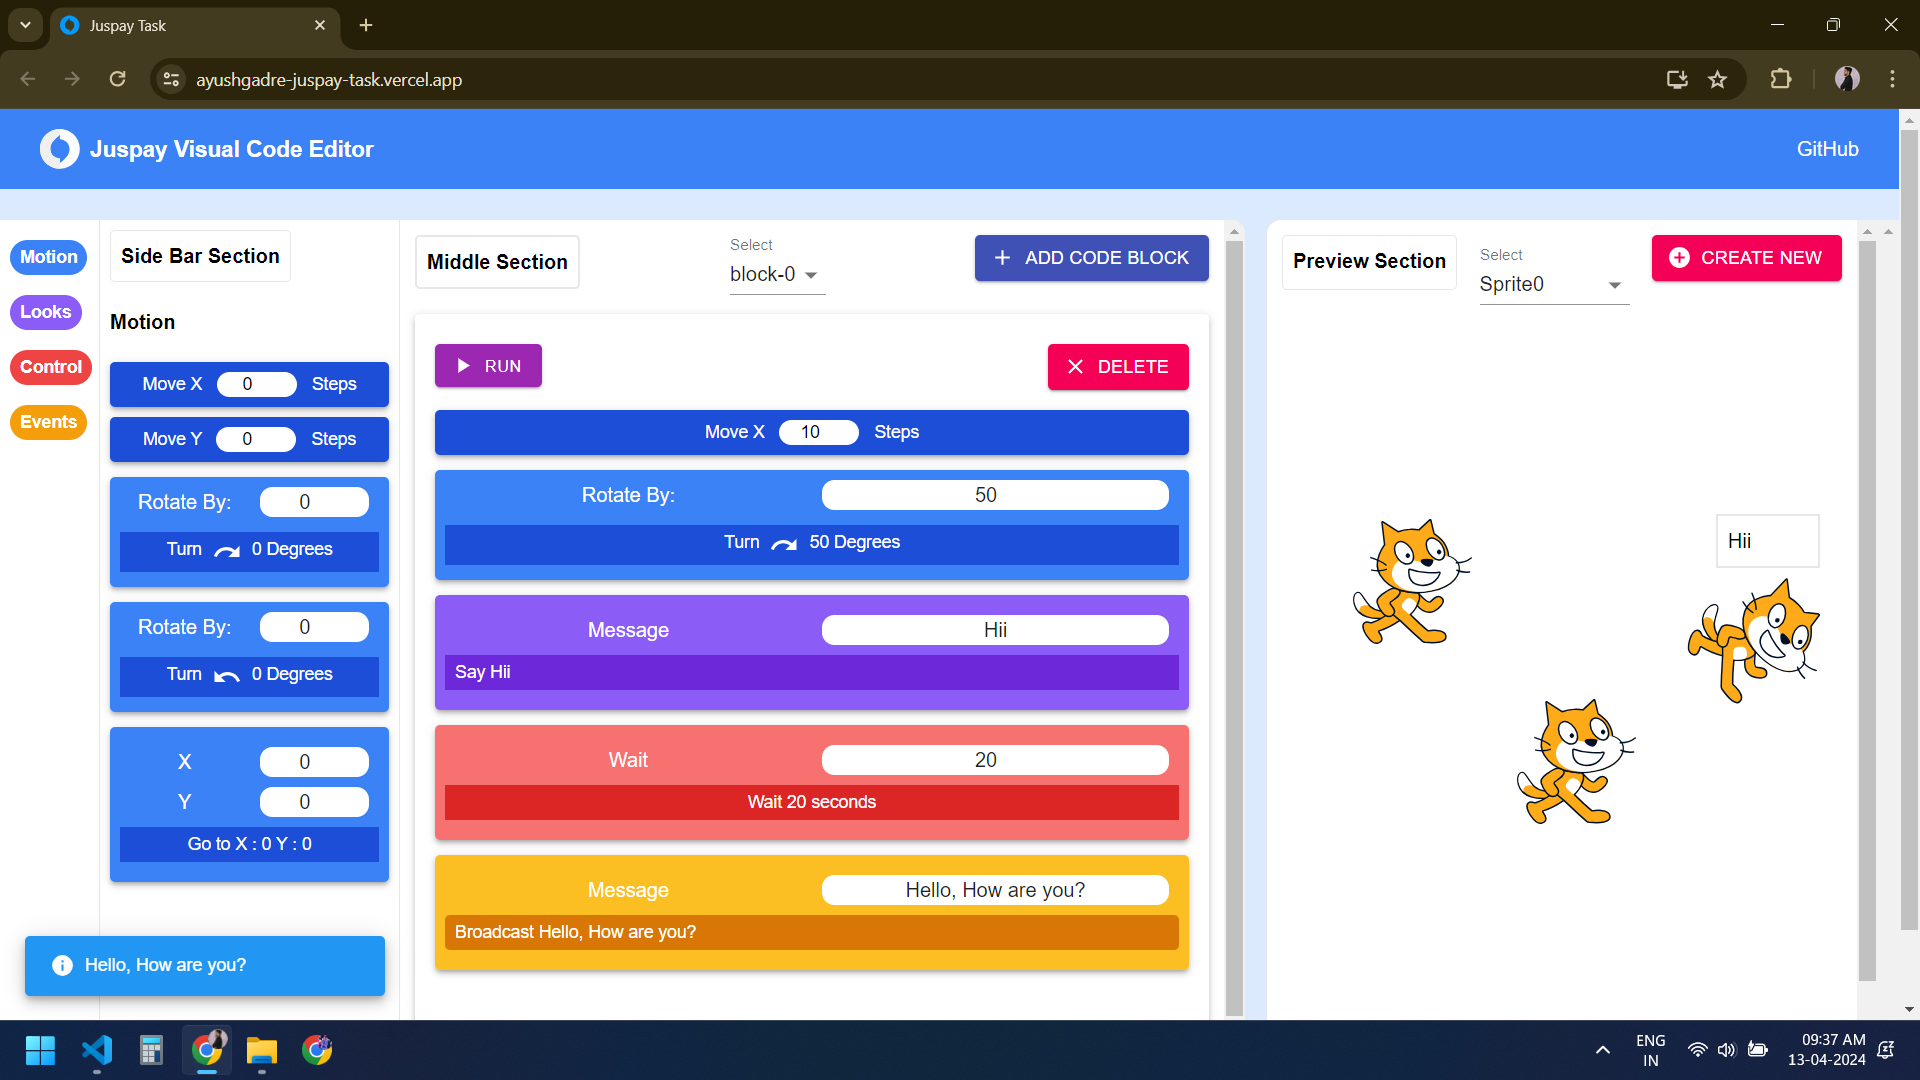 Juspay Task
ayushgadre-juspay-task.vercel.app
Juspay Visual Code Editor
GitHub
Motion
Looks
Control
Events
Side Bar Section
Motion
Move X 0 Steps
Move Y 0 Steps
Rotate By: 0
Turn 0 Degrees
Rotate By: 0
Turn 0 Degrees
X 0
Y 0
Go to X : 0 Y : 0
Hello, How are you?
Middle Section
Select
block-0
ADD CODE BLOCK
RUN
DELETE
Move X 10 Steps
Rotate By: 50
Turn 50 Degrees
Message Hii
Say Hii
Wait 20
Wait 20 seconds
Message Hello, How are you?
Broadcast Hello, How are you?
Preview Section
Select
Sprite0
CREATE NEW
Hii
ENG
IN
09:37 AM
13-04-2024